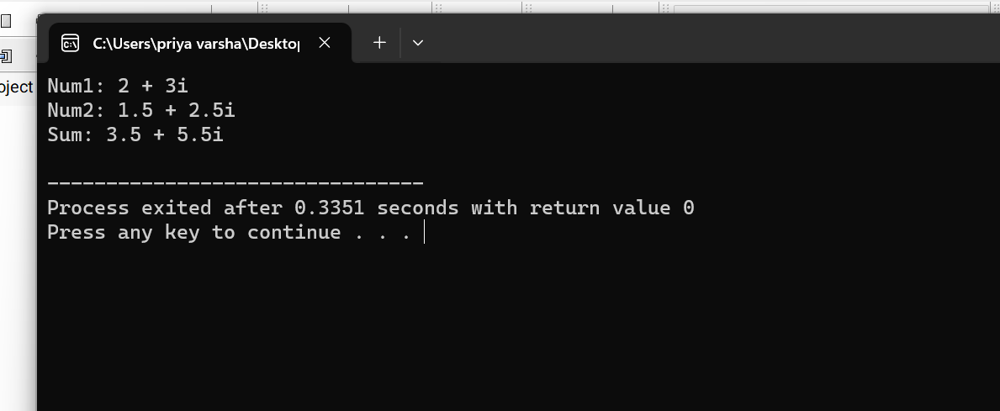 C:\Users\priya varsha\Desktop
oject
Num1: 2 + 3i
Num2: 1.5 + 2.5i
Sum: 3.5 + 5.5i
--------------------------------
Process exited after 0.3351 seconds with return value 0
Press any key to continue . . .